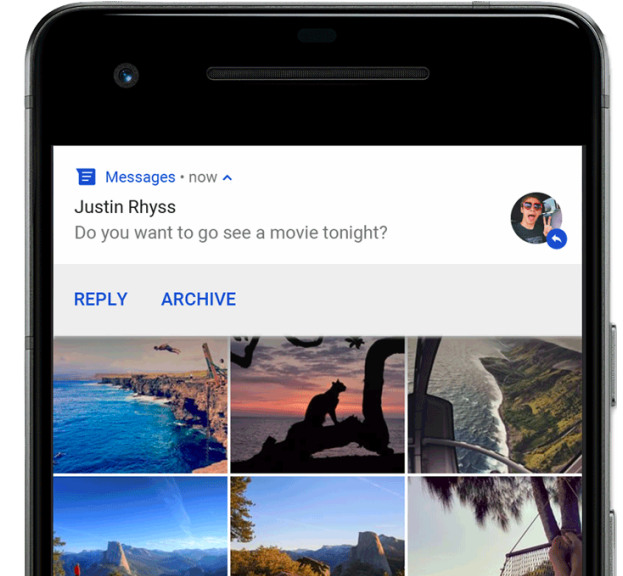 Messages • now
Justin Rhyss
Do you want to go see a movie tonight?
REPLY ARCHIVE